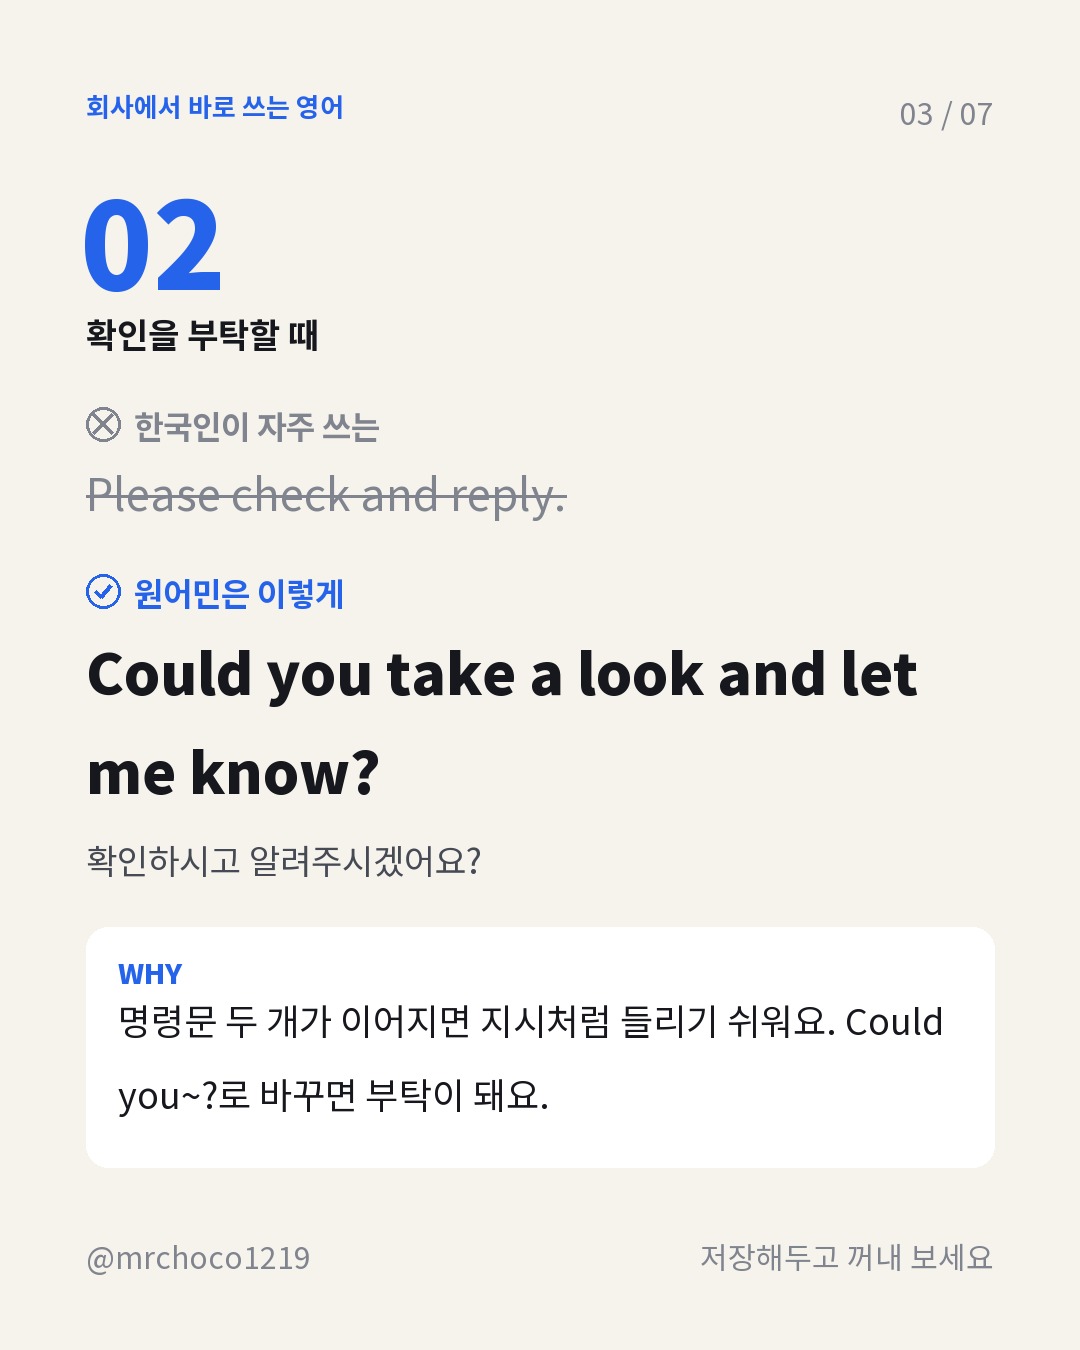 회사에서 바로 쓰는 영어
03 / 07
02
확인을 부탁할 때
한국인이 자주 쓰는
Please check and reply.
원어민은 이렇게
Could you take a look and let
me know?
확인하시고 알려주시겠어요?
WHY
명령문 두 개가 이어지면 지시처럼 들리기 쉬워요. Could
you~?로 바꾸면 부탁이 돼요.
@mrchoco1219
저장해두고 꺼내 보세요